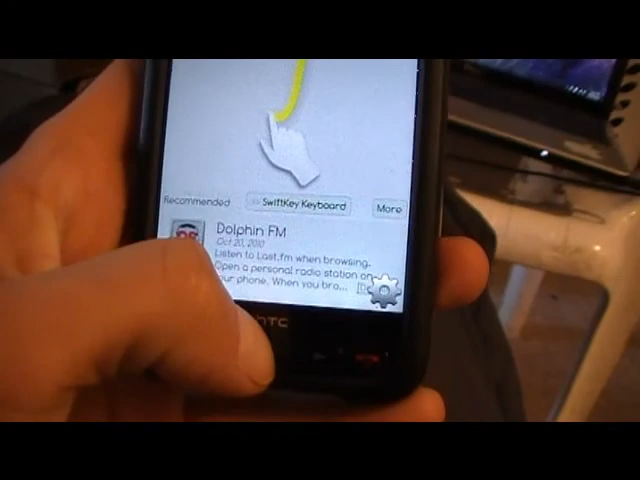 Recommended
SwiftKey Keyboard
More
Dolphin FM
Oct 20, 2010
Listen to Last.fm when browsing.
Open a personal radio station on
your phone. When you bro...
hTC